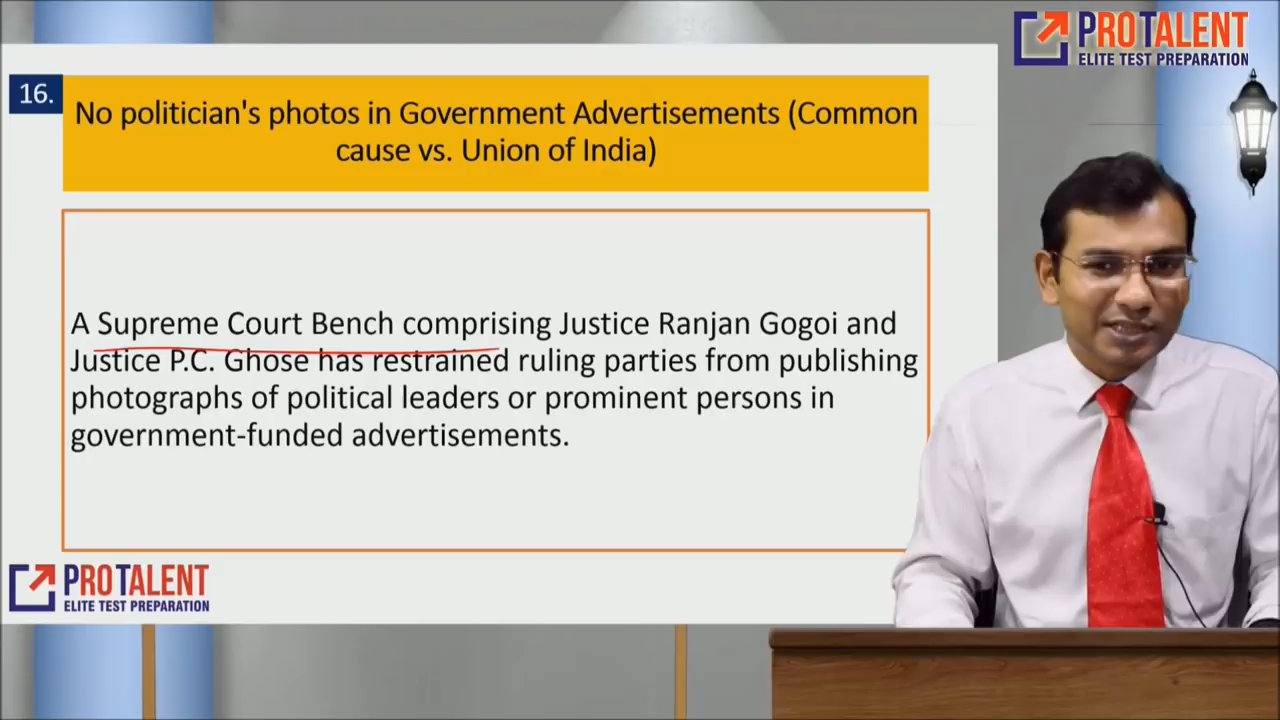 PROTALENT
ELITE TEST PREPARATION
16.
No politician's photos in Government Advertisements (Common
cause vs. Union of India)
A Supreme Court Bench comprising Justice Ranjan Gogoi and
Justice P.C. Ghose has restrained ruling parties from publishing
photographs of political leaders or prominent persons in
government-funded advertisements.
PROTALENT
ELITE TEST PREPARATION